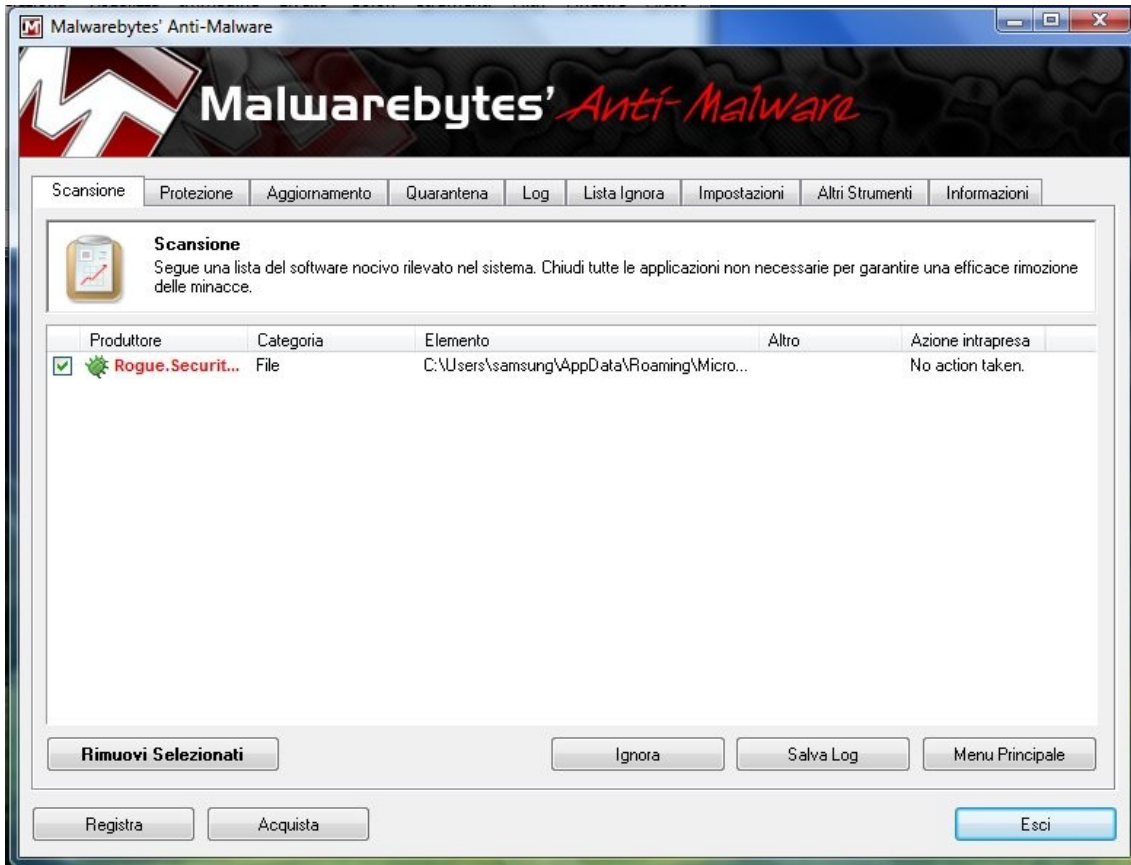 Malwarebytes' Anti-Malware
Malwarebytes' Anti-Malware
Scansione Protezione Aggiornamento Quarantena Log Lista Ignora Impostazioni Altri Strumenti Informazioni
Scansione
Segue una lista del software nocivo rilevato nel sistema. Chiudi tutte le applicazioni non necessarie per garantire una efficace rimozione
delle minacce.
Produttore Categoria Elemento Altro Azione intrapresa
Rogue.Securit... File C:\Users\samsung\AppData\Roaming\Micro... No action taken.
Rimuovi Selezionati Ignora Salva Log Menu Principale
Registra Acquista Esci